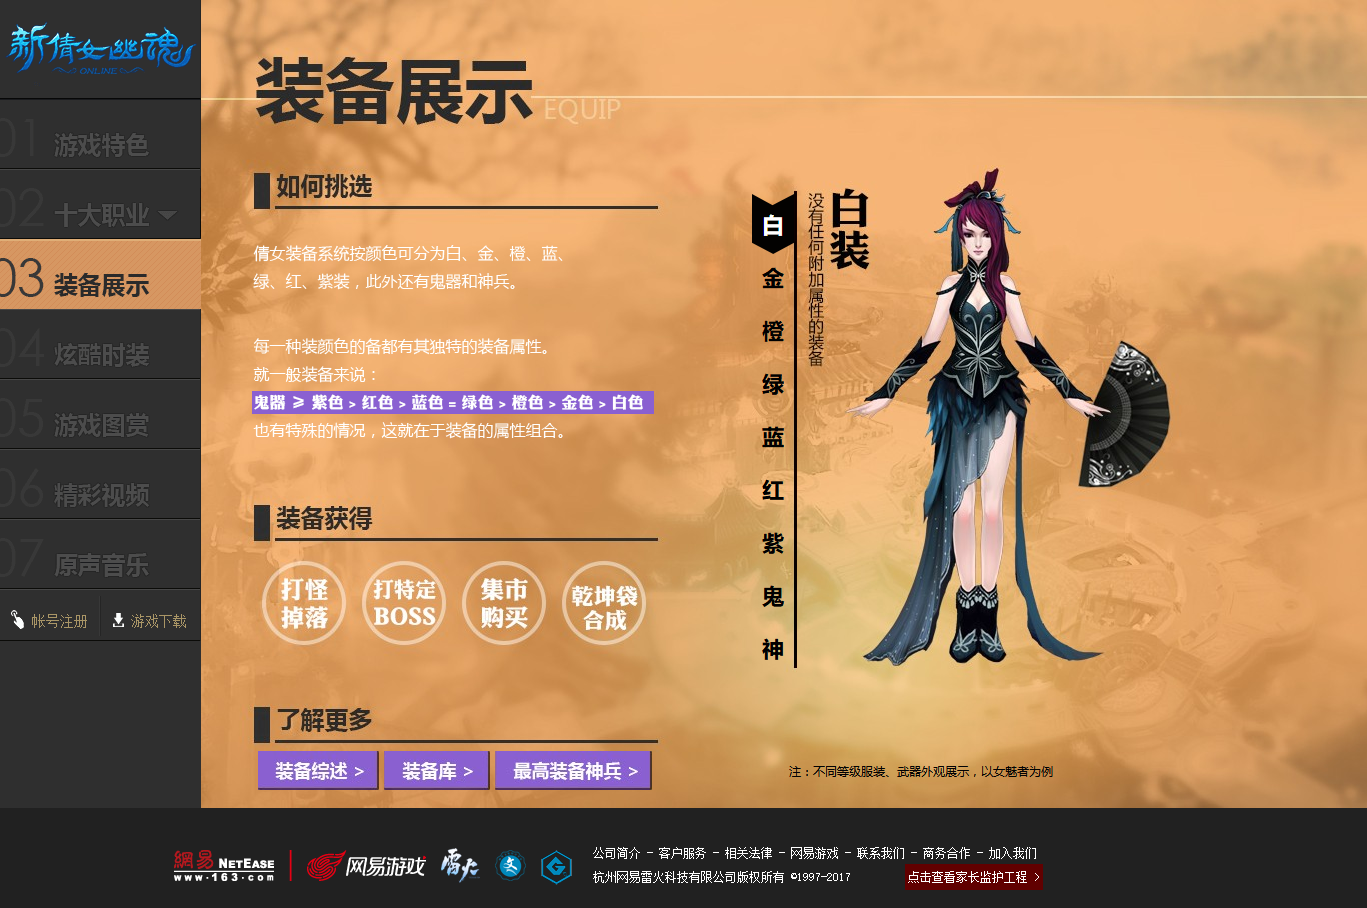 新倩女幽魂
ONLINE
01 游戏特色
02 十大职业
03 装备展示
04 炫酷时装
05 游戏图赏
06 精彩视频
07 原声音乐
帐号注册 游戏下载
装备展示 EQUIP
如何挑选
倩女装备系统按颜色可分为白、金、橙、蓝、
绿、红、紫装，此外还有鬼器和神兵。
每一种装颜色的备都有其独特的装备属性。
就一般装备来说：
鬼器 ≥ 紫色 > 红色 > 蓝色 = 绿色 > 橙色 > 金色 > 白色
也有特殊的情况，这就在于装备的属性组合。
装备获得
打怪
掉落
打特定
BOSS
集市
购买
乾坤袋
合成
了解更多
装备综述 >
装备库 >
最高装备神兵 >
白
金
橙
绿
蓝
红
紫
鬼
神
白装
没有任何附加属性的装备
注：不同等级服装、武器外观展示，以女魅者为例
網易 NETEASE
www.163.com
网易游戏
雷火
公司简介 - 客户服务 - 相关法律 - 网易游戏 - 联系我们 - 商务合作 - 加入我们
杭州网易雷火科技有限公司版权所有 ©1997-2017
点击查看家长监护工程 >